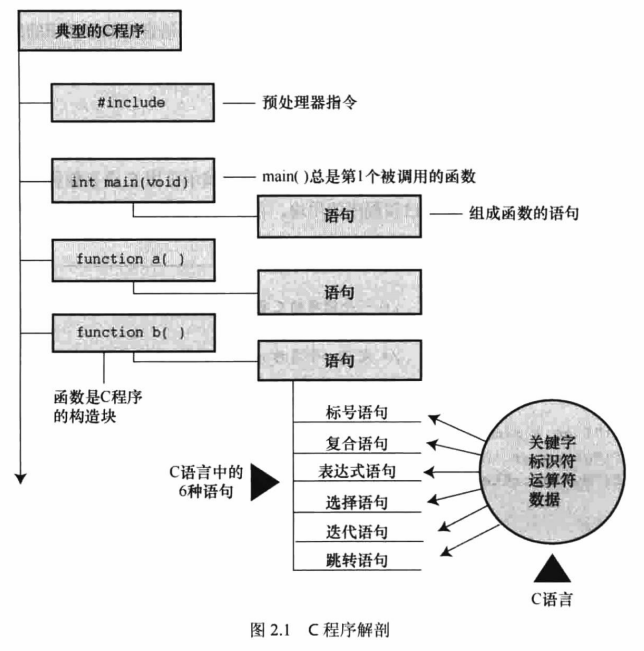 典型的C程序
#include
预处理器指令
int main(void)
main( )总是第1个被调用的函数
语句
组成函数的语句
function a( )
语句
function b( )
语句
函数是C程序
的构造块
标号语句
复合语句
表达式语句
选择语句
迭代语句
跳转语句
C语言中的
6种语句
关键字
标识符
运算符
数据
C语言
图 2.1 C 程序解剖